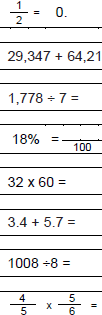 1/2 = 0.
29,347 + 64,21
1,778 ÷ 7 =
18% = /100
32 x 60 =
3.4 + 5.7 =
1008 ÷8 =
4/5 x 5/6 =